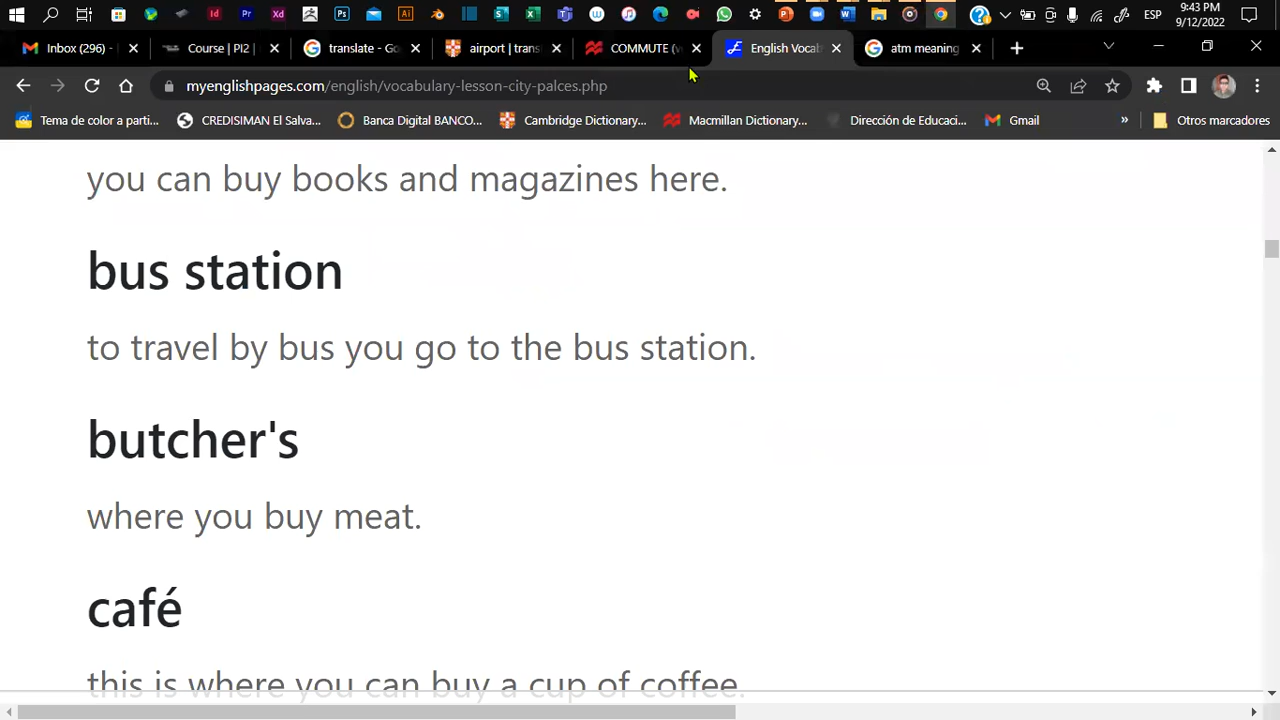 9:43 PM
ESP
9/12/2022
Inbox (296) -
Course | PI2 |
translate - Go
airport | trans
COMMUTE (v
English Vocab
atm meaning
myenglishpages.com/english/vocabulary-lesson-city-palces.php
Tema de color a parti...
CREDISIMAN El Salva...
Banca Digital BANCO...
Cambridge Dictionary...
Macmillan Dictionary...
Dirección de Educaci...
Gmail
»
Otros marcadores
you can buy books and magazines here.
bus station
to travel by bus you go to the bus station.
butcher's
where you buy meat.
café
this is where you can buy a cup of coffee.